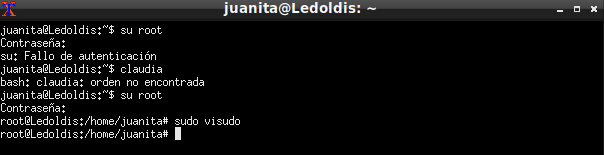 juanita@Ledoldis: ~
juanita@Ledoldis:~$ su root
Contraseña:
su: Fallo de autenticación
juanita@Ledoldis:~$ claudia
bash: claudia: orden no encontrada
juanita@Ledoldis:~$ su root
Contraseña:
root@Ledoldis:/home/juanita# sudo visudo
root@Ledoldis:/home/juanita#